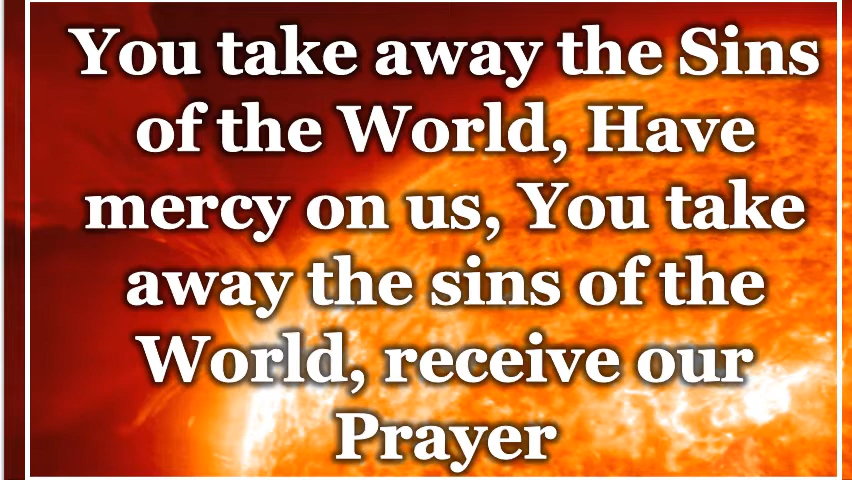 You take away the Sins
of the World, Have
mercy on us, You take
away the sins of the
World, receive our
Prayer